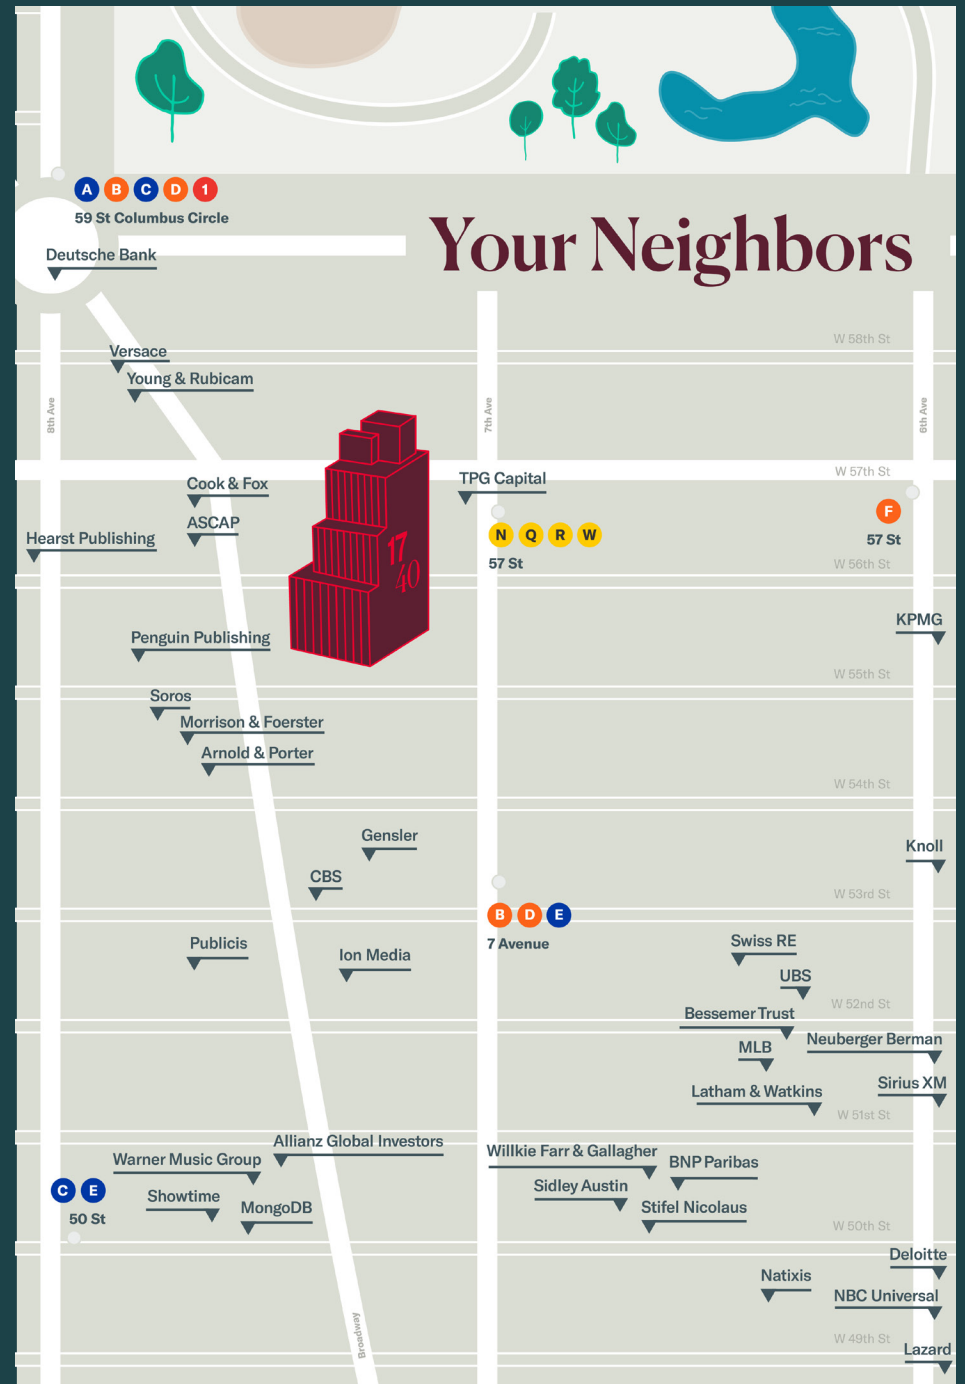 A B C D 1
59 St Columbus Circle
Your Neighbors
Deutsche Bank
W 58th St
Versace
Young & Rubicam
8th Ave
7th Ave
6th Ave
W 57th St
TPG Capital
Cook & Fox
ASCAP
Hearst Publishing
17
40
N Q R W
57 St
F
57 St
W 56th St
KPMG
Penguin Publishing
W 55th St
Soros
Morrison & Foerster
Arnold & Porter
W 54th St
Gensler
Knoll
CBS
W 53rd St
B D E
7 Avenue
Publicis
Ion Media
Swiss RE
UBS
W 52nd St
Bessemer Trust
Neuberger Berman
MLB
Sirius XM
Latham & Watkins
W 51st St
Allianz Global Investors
Willkie Farr & Gallagher
Warner Music Group
BNP Paribas
C E
50 St
Sidley Austin
Showtime
MongoDB
Stifel Nicolaus
W 50th St
Deloitte
Natixis
NBC Universal
Broadway
W 49th St
Lazard